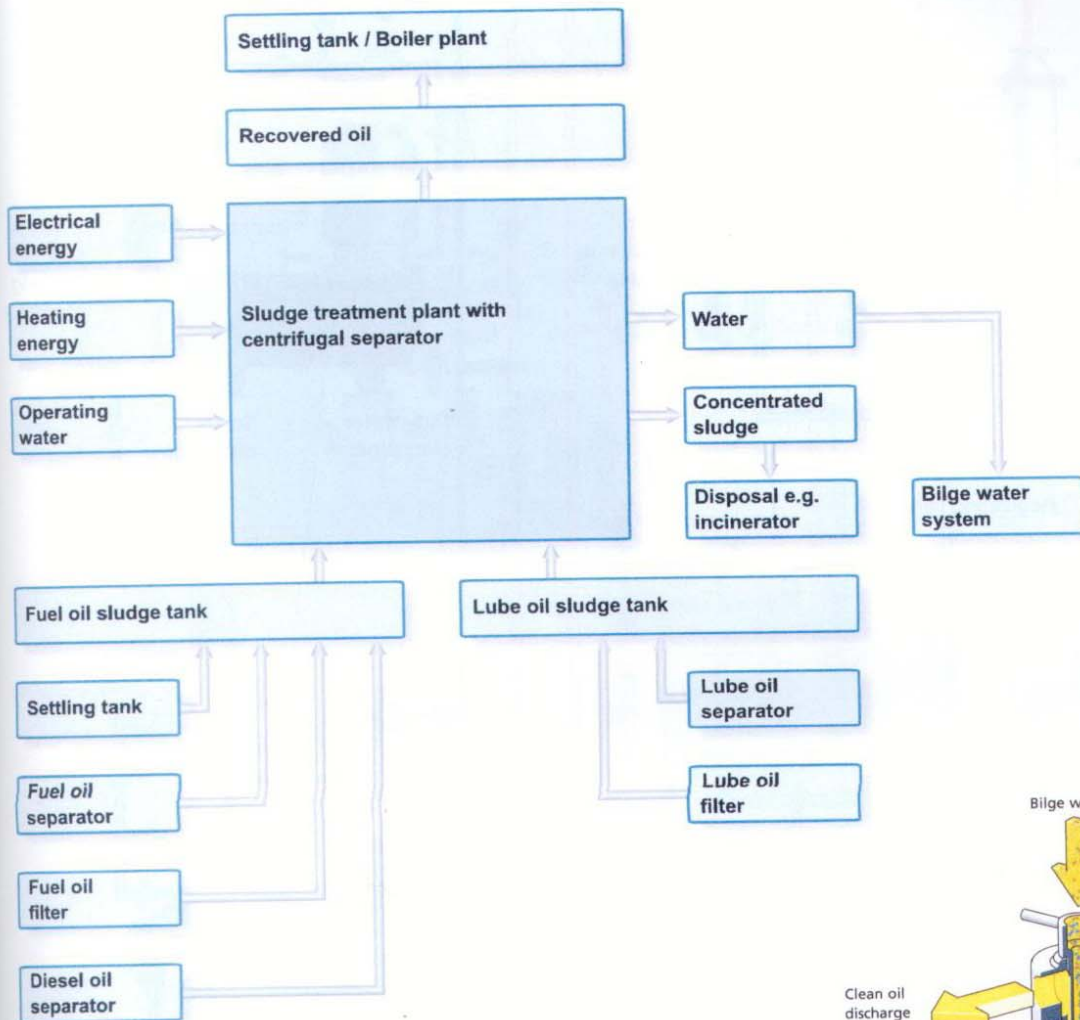 Settling tank / Boiler plant
Recovered oil
Electrical
energy
Heating
energy
Operating
water
Sludge treatment plant with
centrifugal separator
Water
Concentrated
sludge
Disposal e.g.
incinerator
Bilge water
system
Fuel oil sludge tank
Lube oil sludge tank
Settling tank
Fuel oil
separator
Fuel oil
filter
Diesel oil
separator
Lube oil
separator
Lube oil
filter
Bilge
Clean oil
discharge